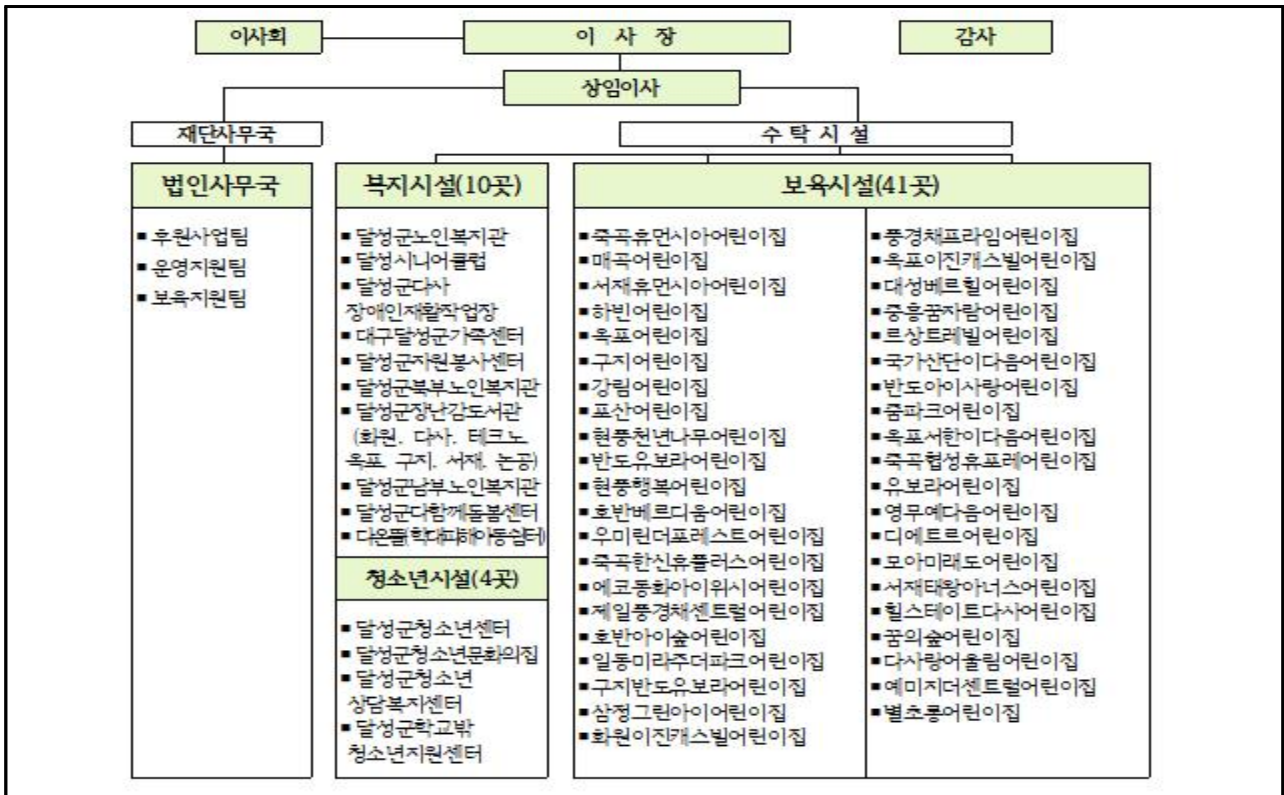 이사회
이 사 장
감사
상임이사
재단사무국
수 탁 시 설
법인사무국
■ 후원사업팀
■ 운영지원팀
■ 보육지원팀
복지시설(10곳)
■ 달성군노인복지관
■ 달성시니어클럽
■ 달성군다사
장애인재활작업장
■ 대구달성군가족센터
■ 달성군자원봉사센터
■ 달성군북부노인복지관
■ 달성군장난감도서관
(화원. 다사. 테크노.
옥포. 구지. 서재. 논공)
■ 달성군남부노인복지관
■ 달성군다함께돌봄센터
■ 다온뜰(학대피해아동쉼터)
청소년시설(4곳)
■ 달성군청소년센터
■ 달성군청소년문화의집
■ 달성군청소년
상담복지센터
■ 달성군학교밖
청소년지원센터
보육시설(41곳)
■죽곡휴먼시아어린이집
■매곡어린이집
■서재휴먼시아어린이집
■하빈어린이집
■옥포어린이집
■구지어린이집
■강림어린이집
■포산어린이집
■현풍천년나무어린이집
■반도유보라어린이집
■현풍행복어린이집
■호반베르디움어린이집
■우미린더포레스트어린이집
■죽곡한신휴플러스어린이집
■에코동화아이위시어린이집
■제일풍경채센트럴어린이집
■호반아이숲어린이집
■일동미라주더파크어린이집
■구지반도유보라어린이집
■삼정그린아이어린이집
■화원이진캐스빌어린이집
■풍경채프라임어린이집
■옥포이진캐스빌어린이집
■대성베르힐어린이집
■중흥꿈자람어린이집
■르상트레빌어린이집
■국가산단이다음어린이집
■반도아이사랑어린이집
■줌파크어린이집
■옥포서한이다음어린이집
■죽곡협성휴포레어린이집
■유보라어린이집
■영무예다음어린이집
■디에트르어린이집
■모아미래도어린이집
■서재태왕아너스어린이집
■힐스테이트다사어린이집
■꿈의숲어린이집
■다사랑어울림어린이집
■예미지더센트럴어린이집
■별초롱어린이집